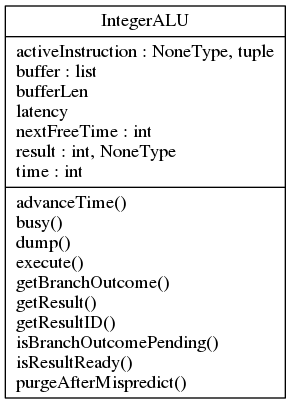 IntegerALU
activeInstruction : NoneType, tuple
buffer : list
bufferLen
latency
nextFreeTime : int
result : int, NoneType
time : int
advanceTime()
busy()
dump()
execute()
getBranchOutcome()
getResult()
getResultID()
isBranchOutcomePending()
isResultReady()
purgeAfterMispredict()